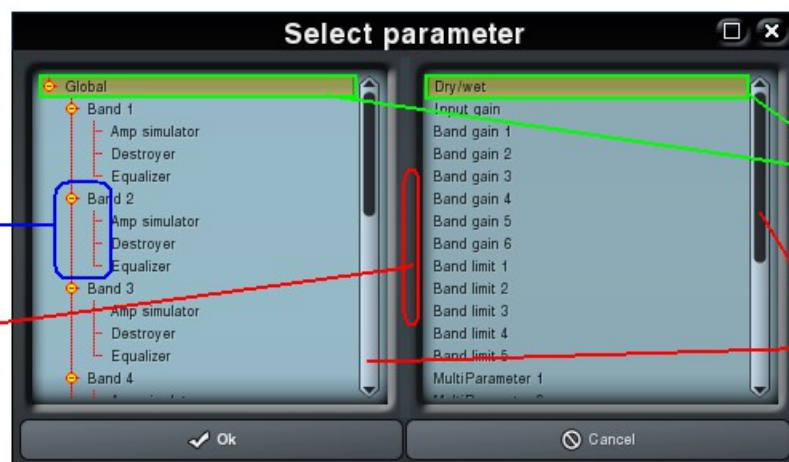 Select parameter
Global
Band 1
Amp simulator
Destroyer
Equalizer
Band 2
Amp simulator
Destroyer
Equalizer
Band 3
Amp simulator
Destroyer
Equalizer
Band 4
Dry/wet
Input gain
Band gain 1
Band gain 2
Band gain 3
Band gain 4
Band gain 5
Band gain 6
Band limit 1
Band limit 2
Band limit 3
Band limit 4
Band limit 5
MultiParameter 1
Ok
Cancel